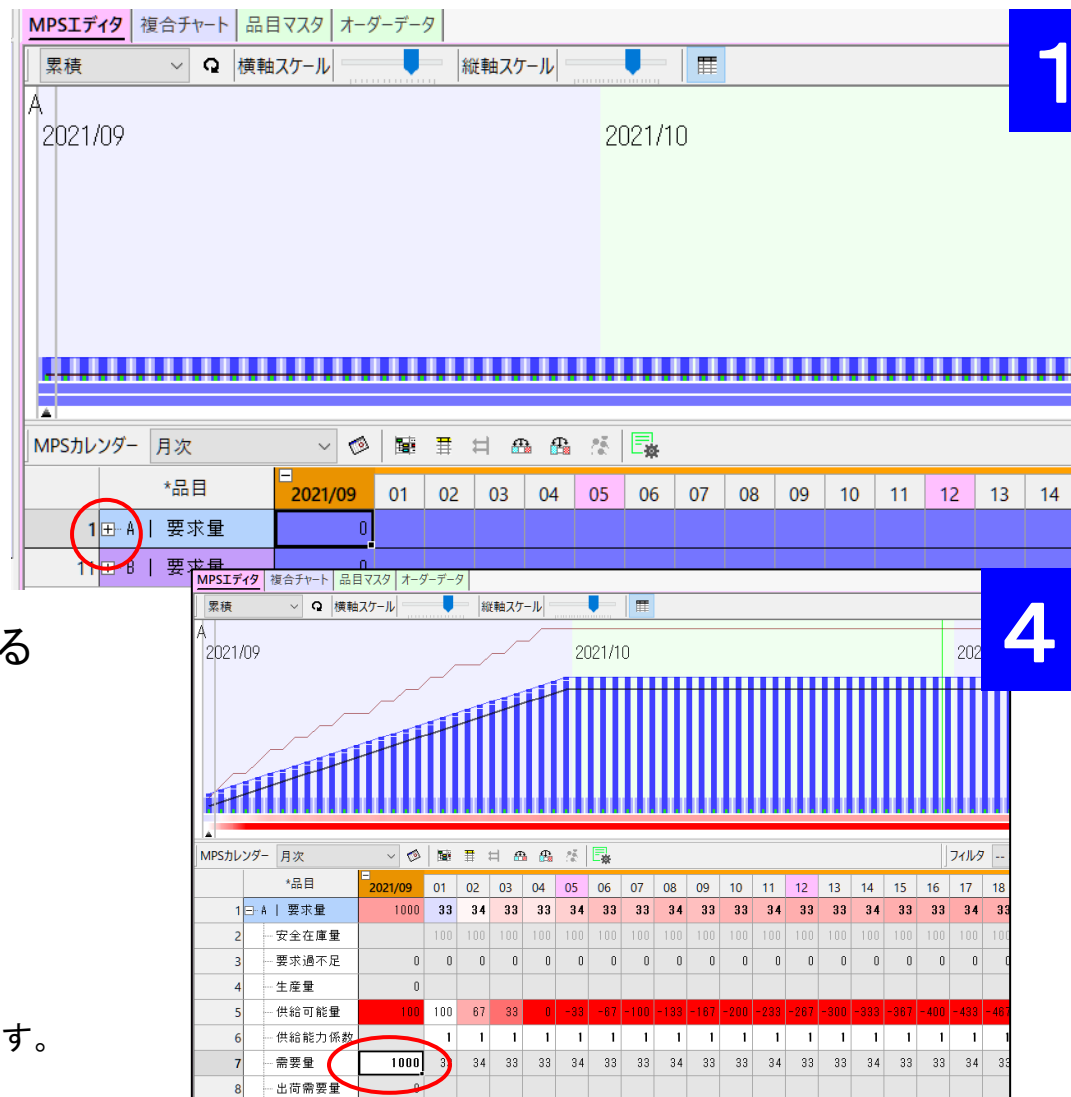 MPSエディタ 複合チャート 品目マスタ オーダーデータ
累積 横軸スケール 縦軸スケール
1
A
2021/09 2021/10
MPSカレンダー 月次
*品目 2021/09 01 02 03 04 05 06 07 08 09 10 11 12 13 14
1 A | 要求量 0
11 B | 要求量 0
る
す。
MPSエディタ 複合チャート 品目マスタ オーダーデータ
累積 横軸スケール 縦軸スケール
4
A
2021/09 2021/10 202
MPSカレンダー 月次 フィルタ --
*品目 2021/09 01 02 03 04 05 06 07 08 09 10 11 12 13 14 15 16 17 18
1 A | 要求量 1000 33 34 33 33 34 33 33 34 33 33 34 33 33 34 33 33 34 33
2 安全在庫量 100 100 100 100 100 100 100 100 100 100 100 100 100 100 100 100 100 100
3 要求過不足 0 0 0 0 0 0 0 0 0 0 0 0 0 0 0 0 0 0 0
4 生産量 0
5 供給可能量 100 100 67 33 0 -33 -67 -100 -133 -167 -200 -233 -267 -300 -333 -367 -400 -433 -467
6 供給能力係数 1 1 1 1 1 1 1 1 1 1 1 1 1 1 1 1 1 1
7 需要量 1000 33 34 33 33 34 33 33 34 33 33 34 33 33 34 33 33 34 33
8 出荷需要量 0